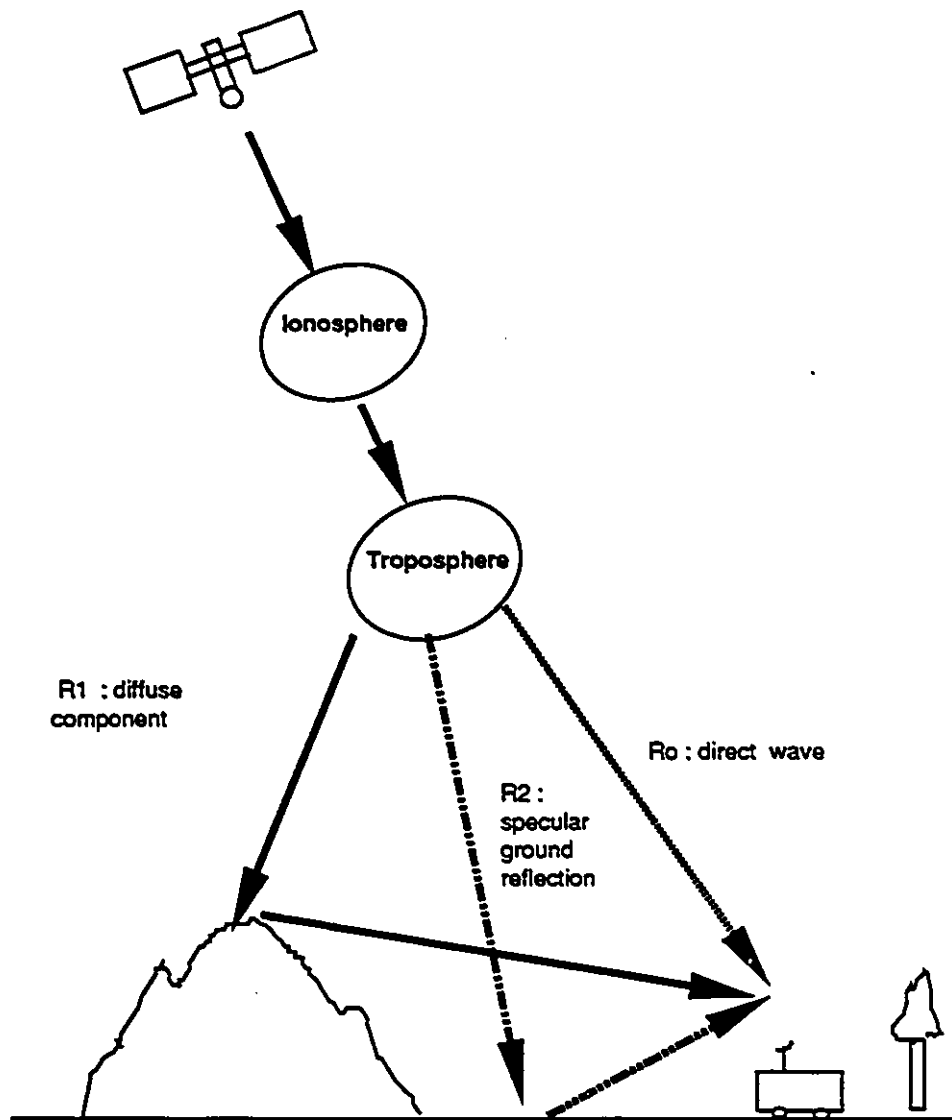 Ionosphere
Troposphere
R1 : diffuse
component
Ro : direct wave
R2 :
specular
ground
reflection